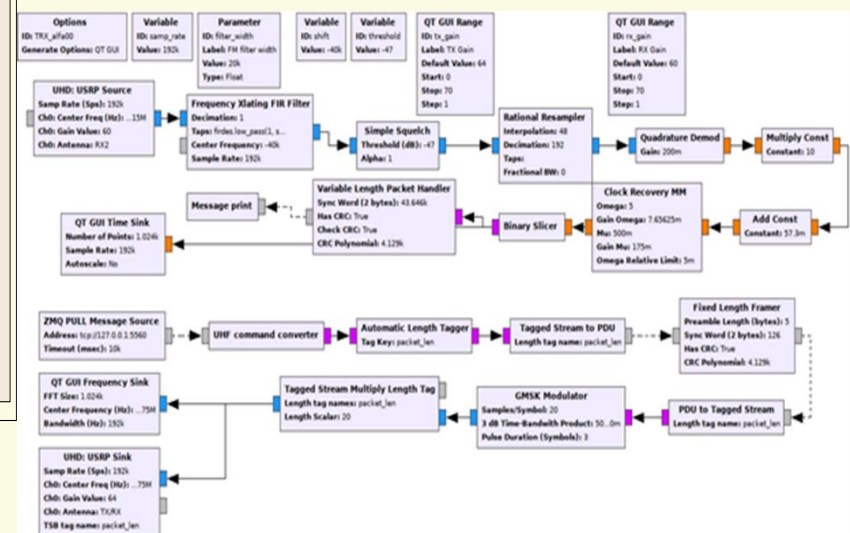 Options
ID: TRX_alfa00
Generate Options: QT GUI
Variable
ID: samp_rate
Value: 192k
Parameter
ID: filter_width
Label: FM filter width
Value: 20k
Type: Float
Variable
ID: shift
Value: -40k
Variable
ID: threshold
Value: -47
QT GUI Range
ID: tx_gain
Label: TX Gain
Default Value: 64
Start: 0
Stop: 70
Step: 1
QT GUI Range
ID: rx_gain
Label: RX Gain
Default Value: 60
Start: 0
Stop: 70
Step: 1
UHD: USRP Source
Samp Rate (Sps): 192k
Ch0: Center Freq (Hz): ...15M
Ch0: Gain Value: 60
Ch0: Antenna: RX2
Frequency Xlating FIR Filter
Decimation: 1
Taps: firdes.low_pass(1, s...
Center Frequency: -40k
Sample Rate: 192k
Simple Squelch
Threshold (dB): -47
Alpha: 1
Rational Resampler
Interpolation: 48
Decimation: 192
Taps:
Fractional BW: 0
Quadrature Demod
Gain: 200m
Multiply Const
Constant: 10
Message print
Variable Length Packet Handler
Sync Word (2 bytes): 43.646k
Has CRC: True
Check CRC: True
CRC Polynomial: 4.129k
Binary Slicer
Clock Recovery MM
Omega: 5
Gain Omega: 7.65625m
Mu: 500m
Gain Mu: 175m
Omega Relative Limit: 5m
Add Const
Constant: 57.3m
QT GUI Time Sink
Number of Points: 1.024k
Sample Rate: 192k
Autoscale: No
ZMQ PULL Message Source
Address: tcp://127.0.0.1:5560
Timeout (msec): 10k
UHF command converter
Automatic Length Tagger
Tag Key: packet_len
Tagged Stream to PDU
Length tag name: packet_len
Fixed Length Framer
Preamble Length (bytes): 5
Sync Word (2 bytes): 126
Has CRC: True
CRC Polynomial: 4.129k
QT GUI Frequency Sink
FFT Size: 1.024k
Center Frequency (Hz): ...75M
Bandwidth (Hz): 192k
Tagged Stream Multiply Length Tag
Length tag names: packet_len
Length Scalar: 20
GMSK Modulator
Samples/Symbol: 20
3 dB Time-Bandwith Product: 50...0m
Pulse Duration (Symbols): 3
PDU to Tagged Stream
Length tag name: packet_len
UHD: USRP Sink
Samp Rate (Sps): 192k
Ch0: Center Freq (Hz): ...75M
Ch0: Gain Value: 64
Ch0: Antenna: TX/RX
TSB tag name: packet_len